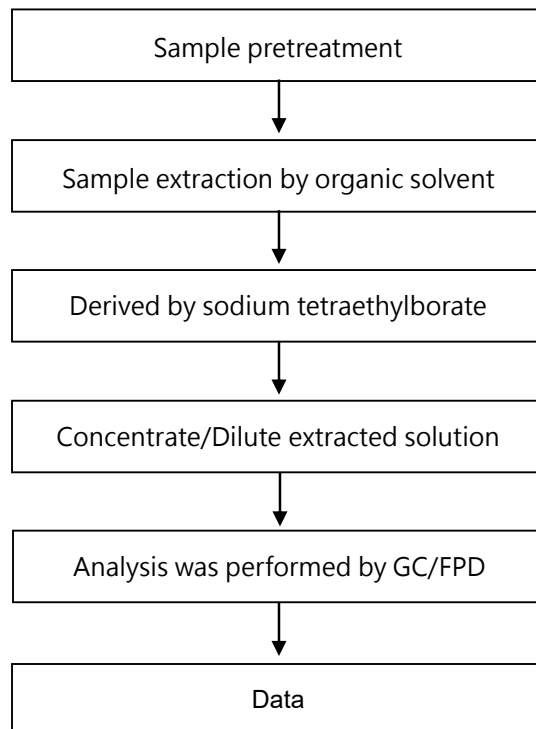 Sample pretreatment
Sample extraction by organic solvent
Derived by sodium tetraethylborate
Concentrate/Dilute extracted solution
Analysis was performed by GC/FPD
Data